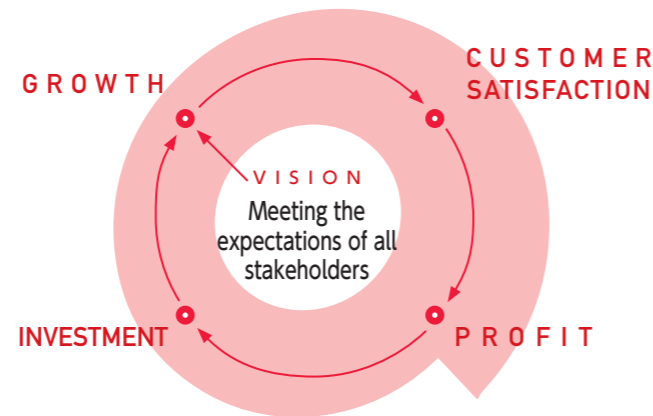 GROWTH
CUSTOMER
SATISFACTION
VISION
Meeting the
expectations of all
stakeholders
INVESTMENT
PROFIT